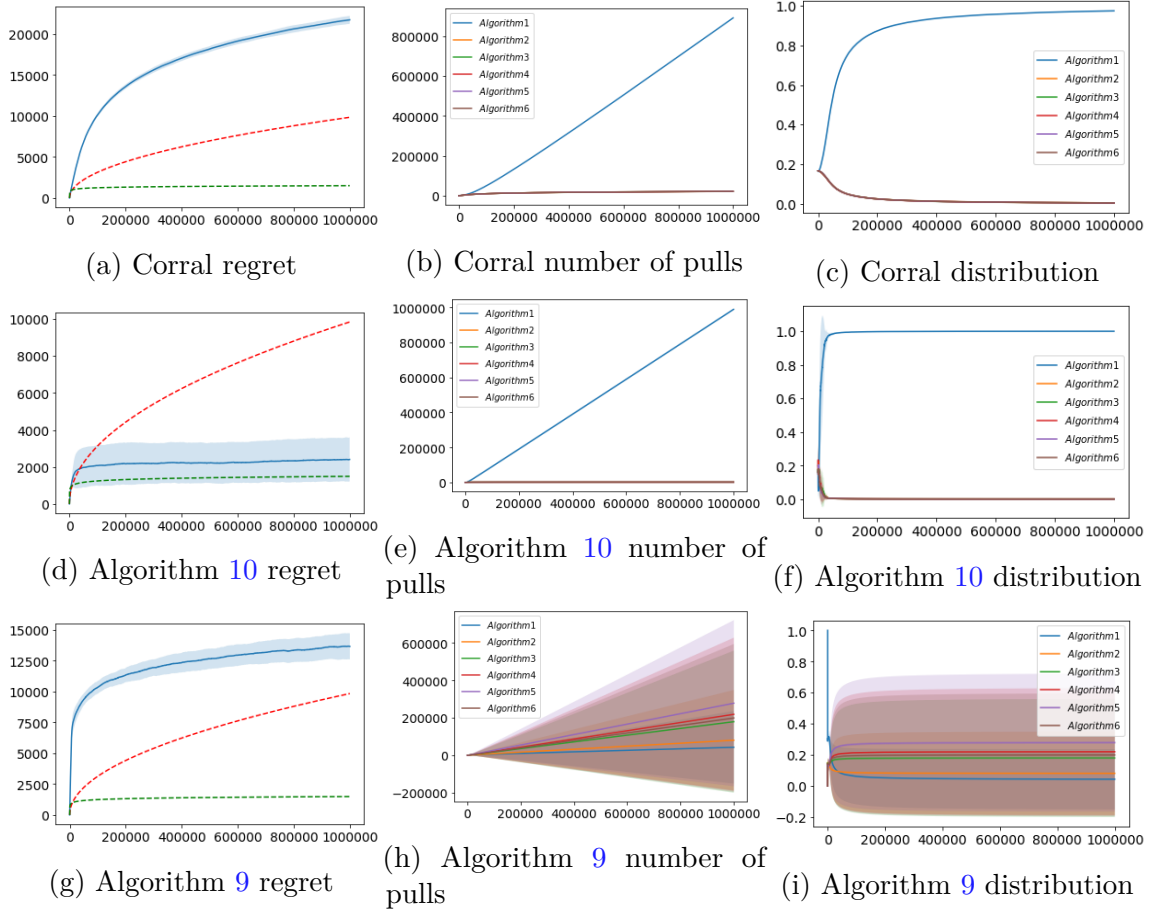 20000
15000
10000
5000
0
0 200000 400000 600000 800000 1000000
(a) Corral regret
800000
600000
400000
200000
0
0 200000 400000 600000 800000 1000000
Algorithm1
Algorithm2
Algorithm3
Algorithm4
Algorithm5
Algorithm6
(b) Corral number of pulls
1.0
0.8
0.6
0.4
0.2
0.0
200000 400000 600000 800000 1000000
Algorithm1
Algorithm2
Algorithm3
Algorithm4
Algorithm5
Algorithm6
(c) Corral distribution
10000
8000
6000
4000
2000
0
0 200000 400000 600000 800000 1000000
(d) Algorithm 10 regret
1000000
800000
600000
400000
200000
0
0 200000 400000 600000 800000 1000000
Algorithm1
Algorithm2
Algorithm3
Algorithm4
Algorithm5
Algorithm6
(e) Algorithm 10 number of
pulls
1.0
0.8
0.6
0.4
0.2
0.0
0 200000 400000 600000 800000 1000000
Algorithm1
Algorithm2
Algorithm3
Algorithm4
Algorithm5
Algorithm6
(f) Algorithm 10 distribution
15000
12500
10000
7500
5000
2500
0
0 200000 400000 600000 800000 1000000
(g) Algorithm 9 regret
600000
400000
200000
0
−200000
0 200000 400000 600000 800000 1000000
Algorithm1
Algorithm2
Algorithm3
Algorithm4
Algorithm5
Algorithm6
(h) Algorithm 9 number of
pulls
1.0
0.8
0.6
0.4
0.2
0.0
−0.2
0 200000 400000 600000 800000 1000000
Algorithm1
Algorithm2
Algorithm3
Algorithm4
Algorithm5
Algorithm6
(i) Algorithm 9 distribution